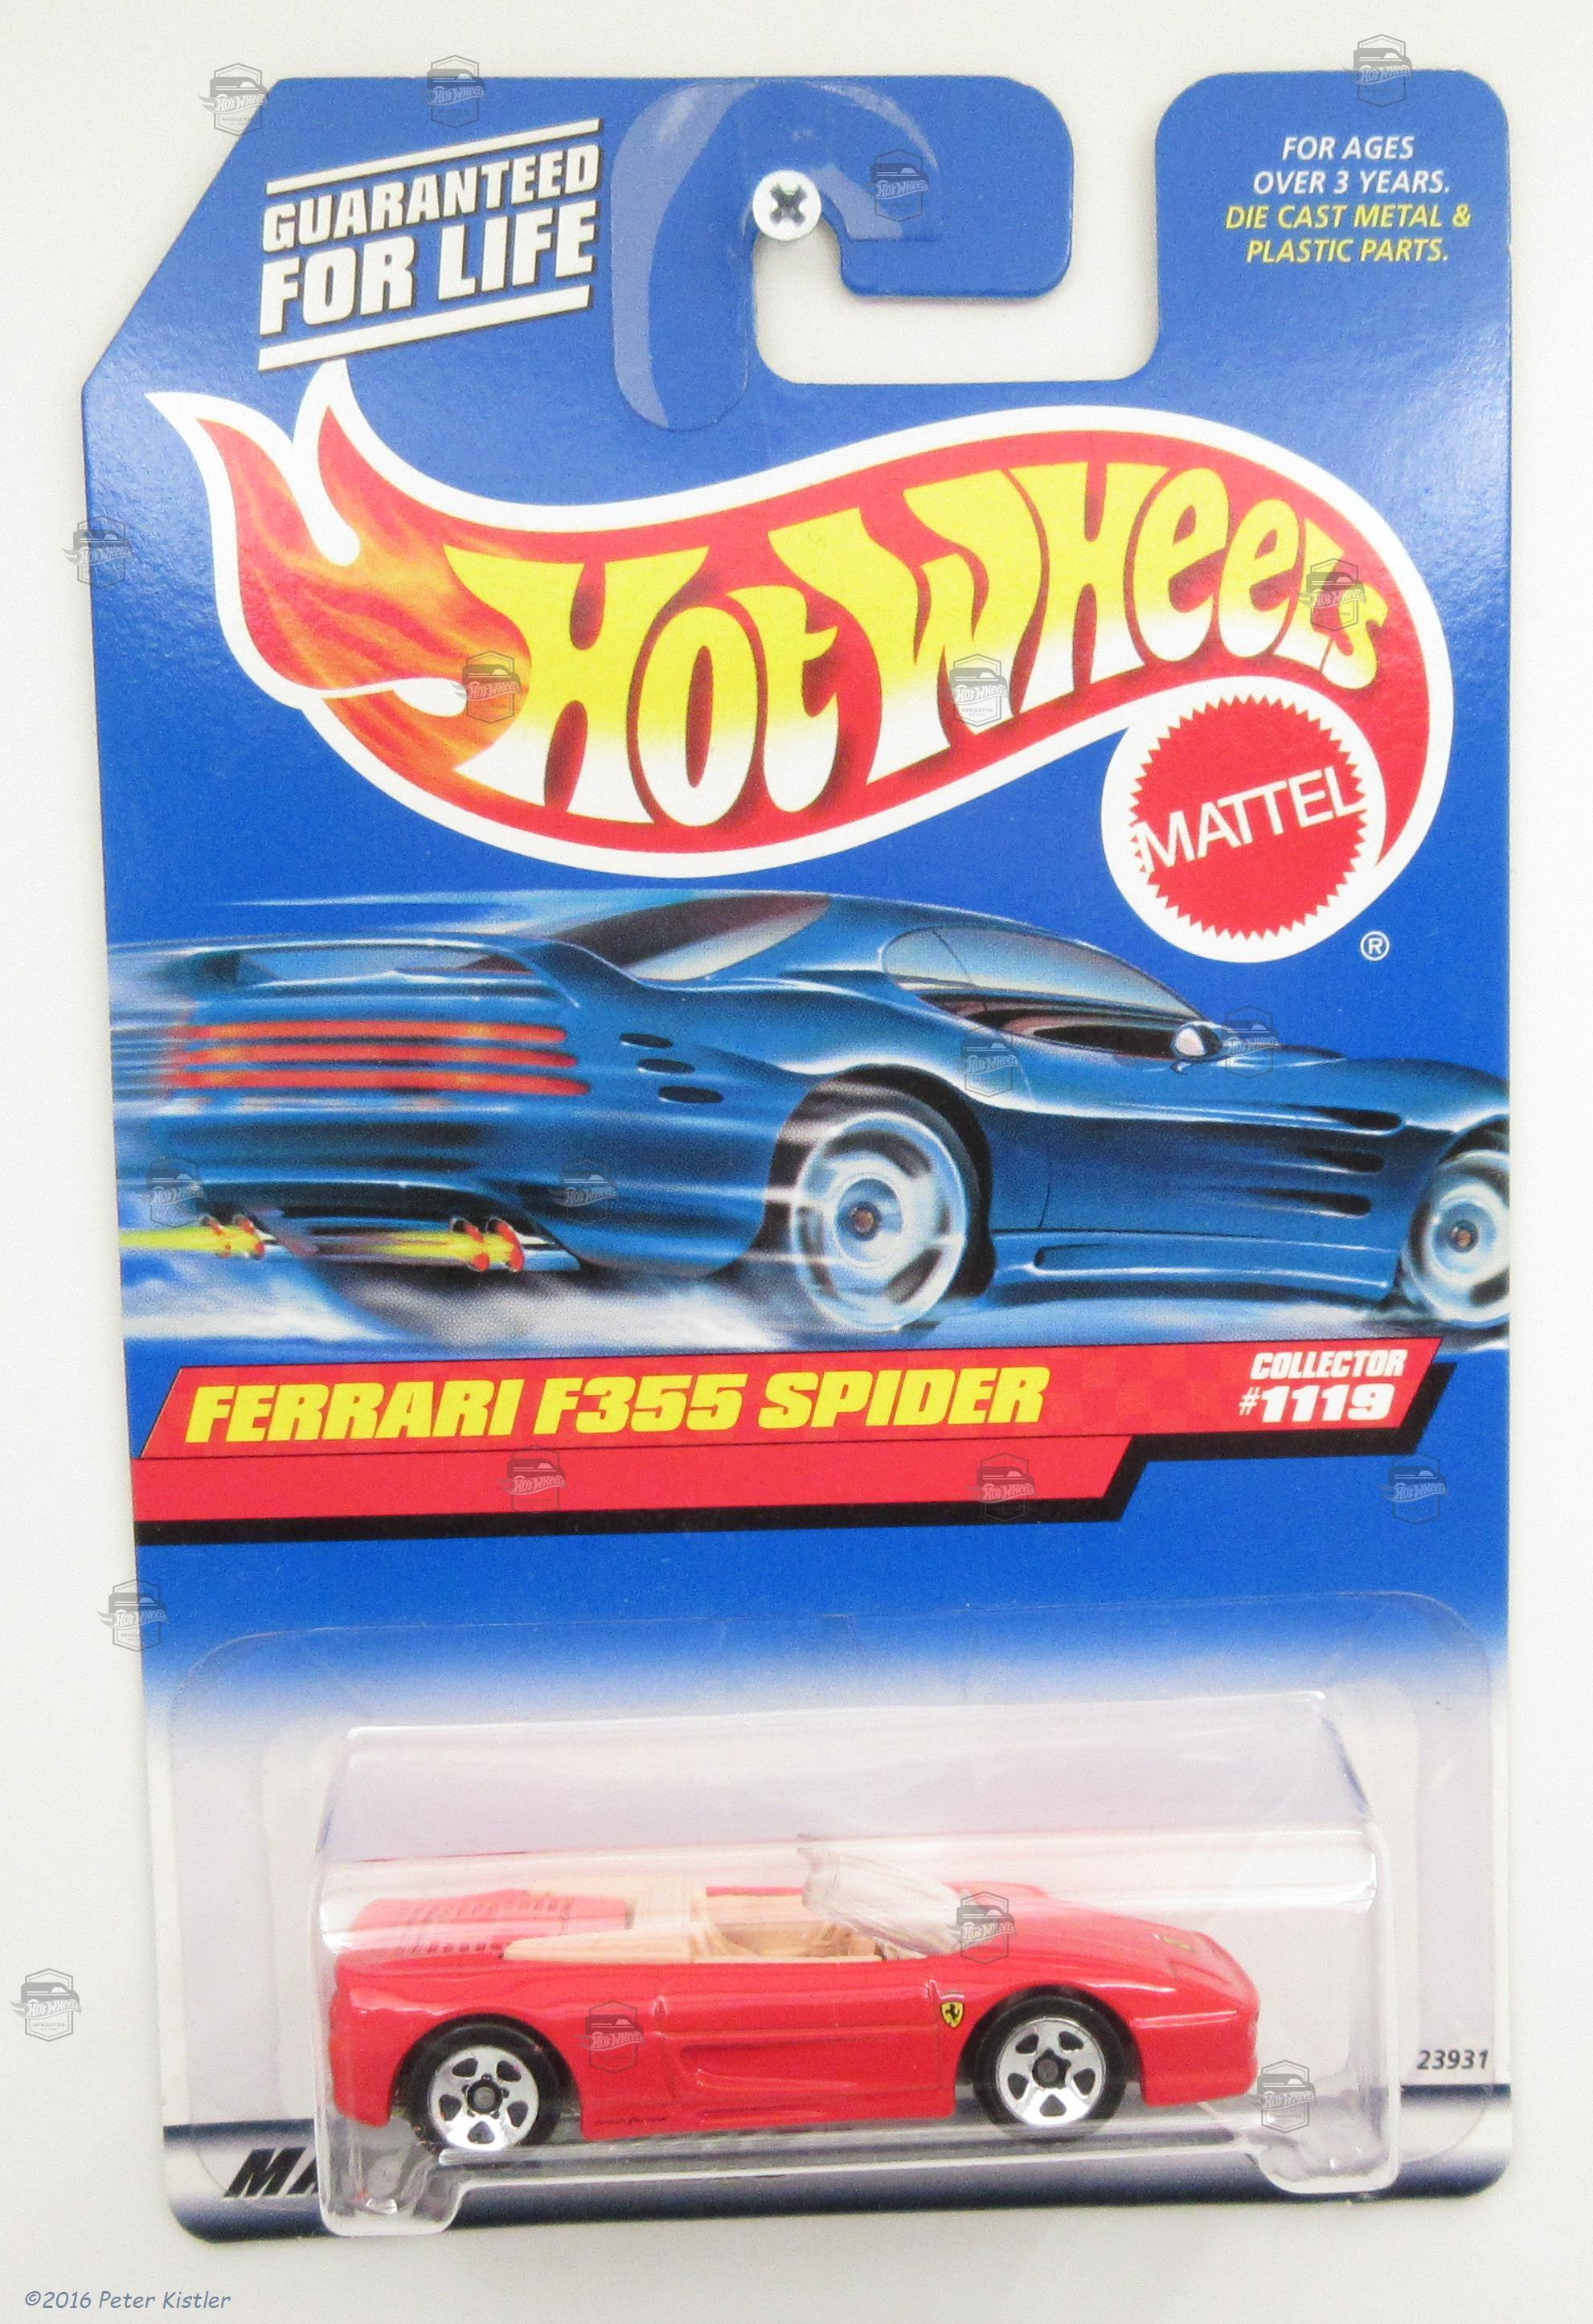 GUARANTEED
FOR LIFE
FOR AGES
OVER 3 YEARS.
DIE CAST METAL &
PLASTIC PARTS.
Hot Wheels
MATTEL
®
FERRARI F355 SPIDER
COLLECTOR
#1119
23931
©2016 Peter Kistler